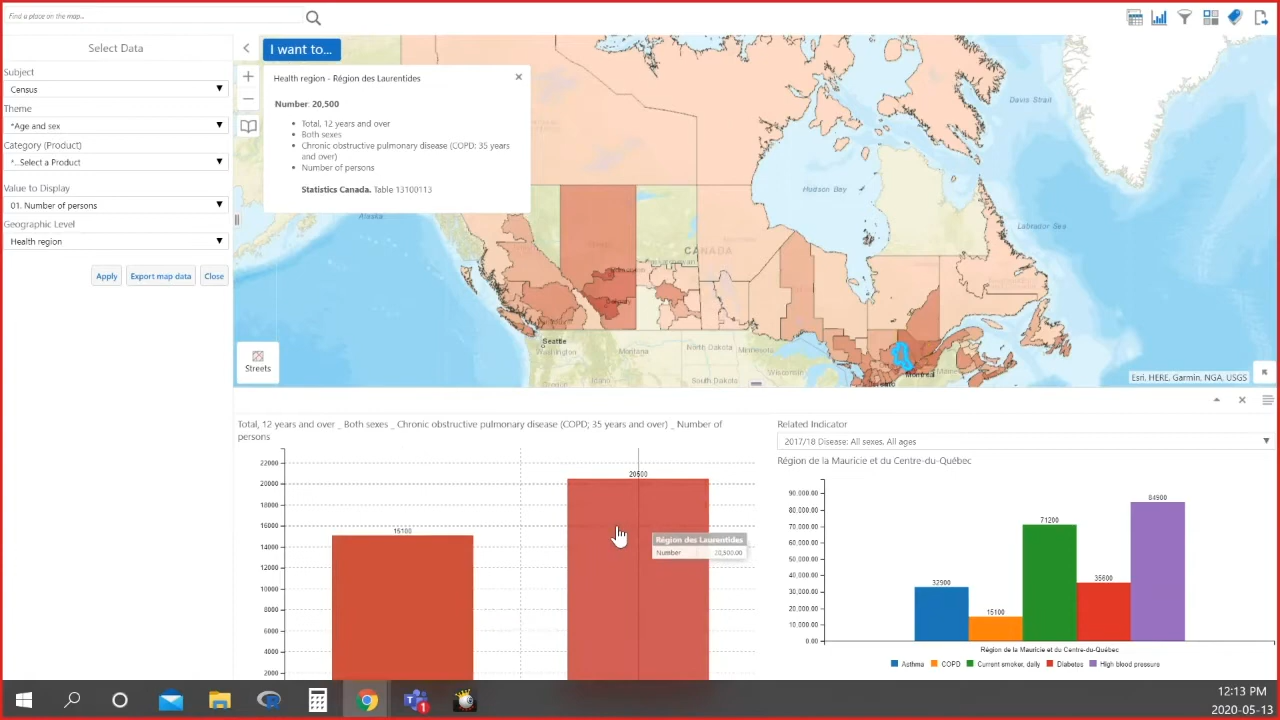 Find a place on the map...
Select Data
Subject
Census
Theme
*Age and sex
Category (Product)
*...Select a Product
Value to Display
01. Number of persons
Geographic Level
Health region
Apply
Export map data
Close
I want to...
Health region - Région des Laurentides
Number: 20,500
Total, 12 years and over
Both sexes
Chronic obstructive pulmonary disease (COPD: 35 years
and over)
Number of persons
Statistics Canada. Table 13100113
Streets
Alaska
Hudson Bay
Davis Strait
Labrador Sea
CANADA
Calgary
Seattle
Washington
Montana
Idaho
North Dakota
South Dakota
Minnesota
Wisconsin
Toronto
Montreal
Esri, HERE, Garmin, NGA, USGS
Total, 12 years and over _ Both sexes _ Chronic obstructive pulmonary disease (COPD; 35 years and over) _ Number of
persons
22000
20000
18000
16000
14000
12000
10000
8000
6000
4000
2000
15100
20500
Région des Laurentides
Number 20,500.00
Related Indicator
2017/18 Disease: All sexes, All ages
Région de la Mauricie et du Centre-du-Québec
90,000.00
80,000.00
70,000.00
60,000.00
50,000.00
40,000.00
30,000.00
20,000.00
10,000.00
0.00
32900
15100
71200
35600
84900
Région de la Mauricie et du Centre-du-Québec
Asthma
COPD
Current smoker, daily
Diabetes
High blood pressure
1
12:13 PM
2020-05-13